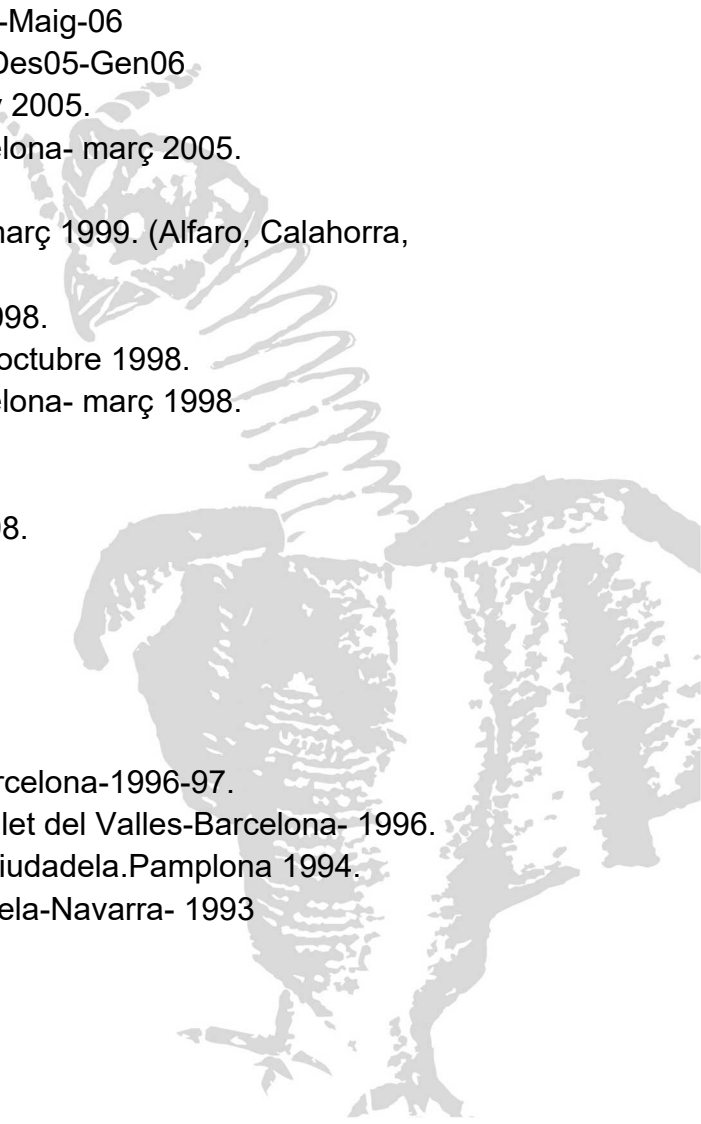 -Maig-06
Des05-Gen06
2005.
elona- març 2005.
març 1999. (Alfaro, Calahorra,
998.
octubre 1998.
elona- març 1998.
98.
rcelona-1996-97.
let del Valles-Barcelona- 1996.
iudadela.Pamplona 1994.
ela-Navarra- 1993